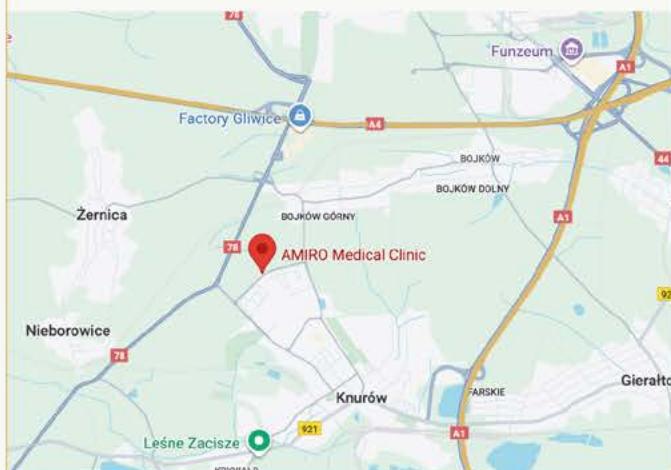 78
Funzeum
A1
Factory Gliwice
A4
44
BOJKÓW
BOJKÓW DOLNY
Żernica
BOJKÓW GÓRNY
A1
78
AMIRO Medical Clinic
Nieborowice
78
Knurów
FARSKIE
Gierałto
921
Leśne Zacisze
A1